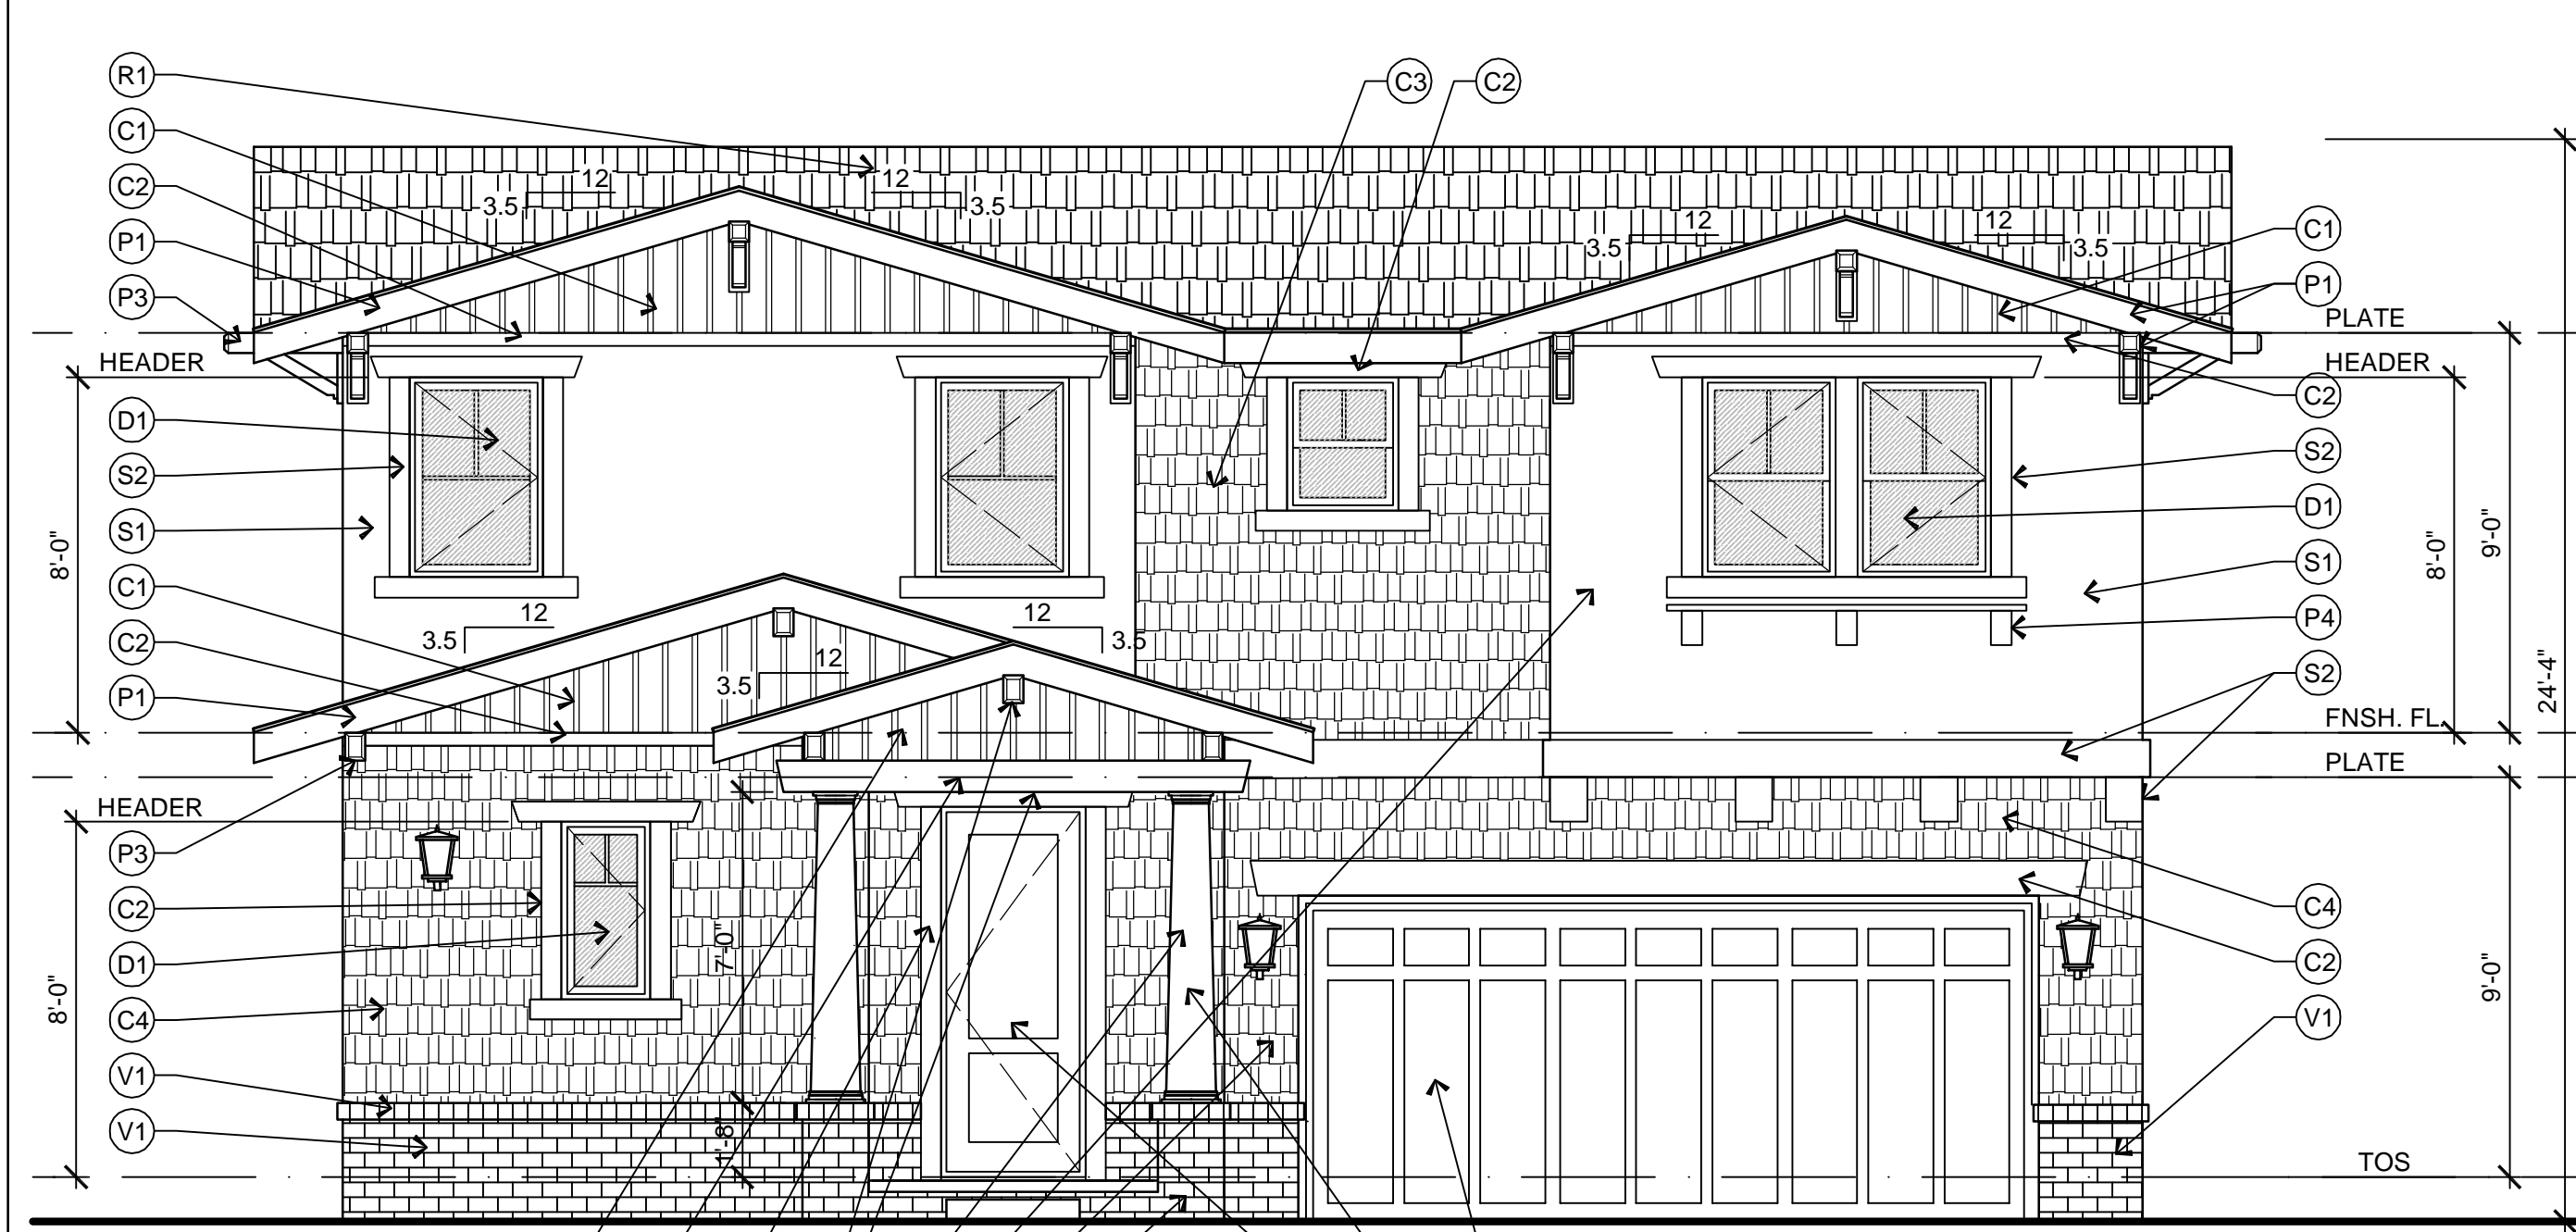 R1
C3
C2
C1
12
12
C2
3.5
3.5
12
12
C1
P1
3.5
3.5
P1
P3
PLATE
HEADER
HEADER
C2
D1
S2
S2
D1
S1
9'-0"
8'-0"
8'-0"
S1
C1
12
12
P4
C2
3.5
3.5
12
S2
24'-4"
P1
3.5
FNSH. FL.
PLATE
HEADER
P3
C2
C4
7'-0"
D1
C2
8'-0"
9'-0"
C4
V1
V1
V1
1'-8"
TOS